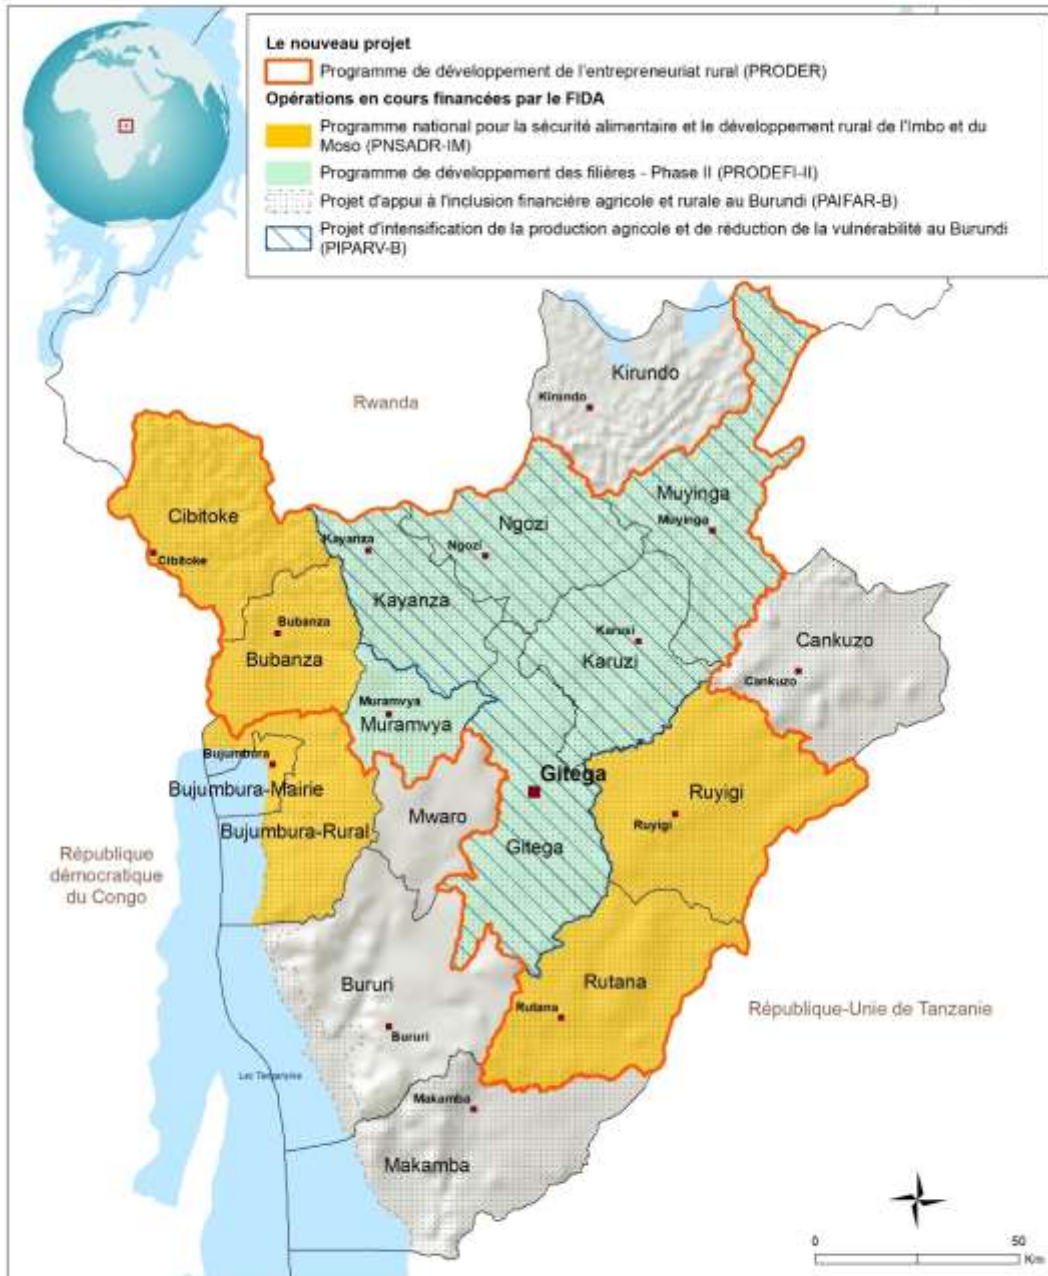 Le nouveau projet
Programme de développement de l'entrepreneuriat rural (PRODER)
Opérations en cours financées par le FIDA
Programme national pour la sécurité alimentaire et le développement rural de l'Imbo et du
Moso (PNSADR-IM)
Programme de développement des filières - Phase II (PRODEFI-II)
Projet d'appui à l'inclusion financière agricole et rurale au Burundi (PAIFAR-B)
Projet d'intensification de la production agricole et de réduction de la vulnérabilité au Burundi
(PIPARV-B)
Kirundo
Kirundo
Rwanda
Muyinga
Muyinga
Ngozi
Ngozi
Cibitoke
Cibitoke
Kayanza
Kayanza
Karusi
Karuzi
Bubanza
Bubanza
Cankuzo
Cankuzo
Muramvya
Muramvya
Bujumbura
Bujumbura-Mairie
Gitega
Ruyigi
Ruyigi
Mwaro
Bujumbura-Rural
Gitega
République
démocratique
du Congo
Bururi
Bururi
Rutana
Rutana
République-Unie de Tanzanie
Lac Tanganyika
Makamba
Makamba
0 50
Km